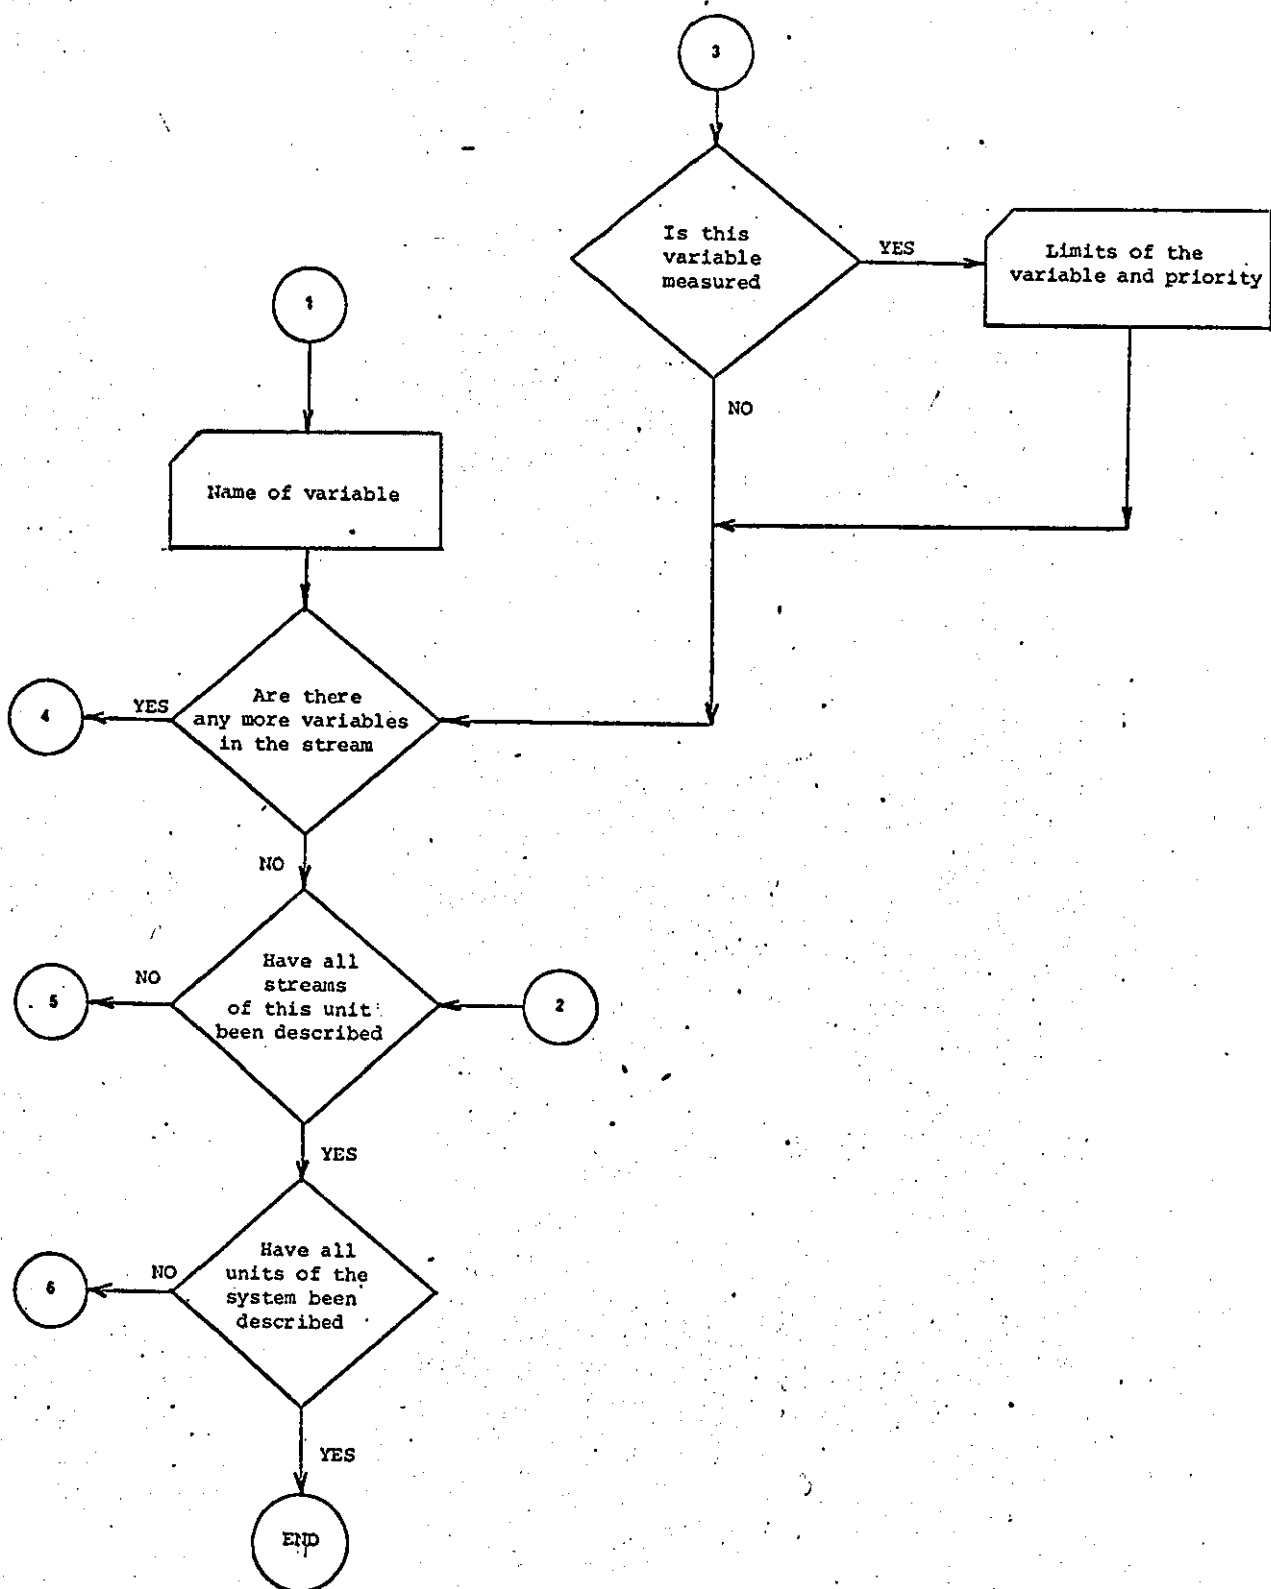 3
Is this
variable
measured
YES
Limits of the
variable and priority
NO
1
Name of variable
Are there
any more variables
in the stream
YES
4
NO
Have all
streams
of this unit
been described
NO
5
2
YES
Have all
units of the
system been
described
NO
6
YES
END